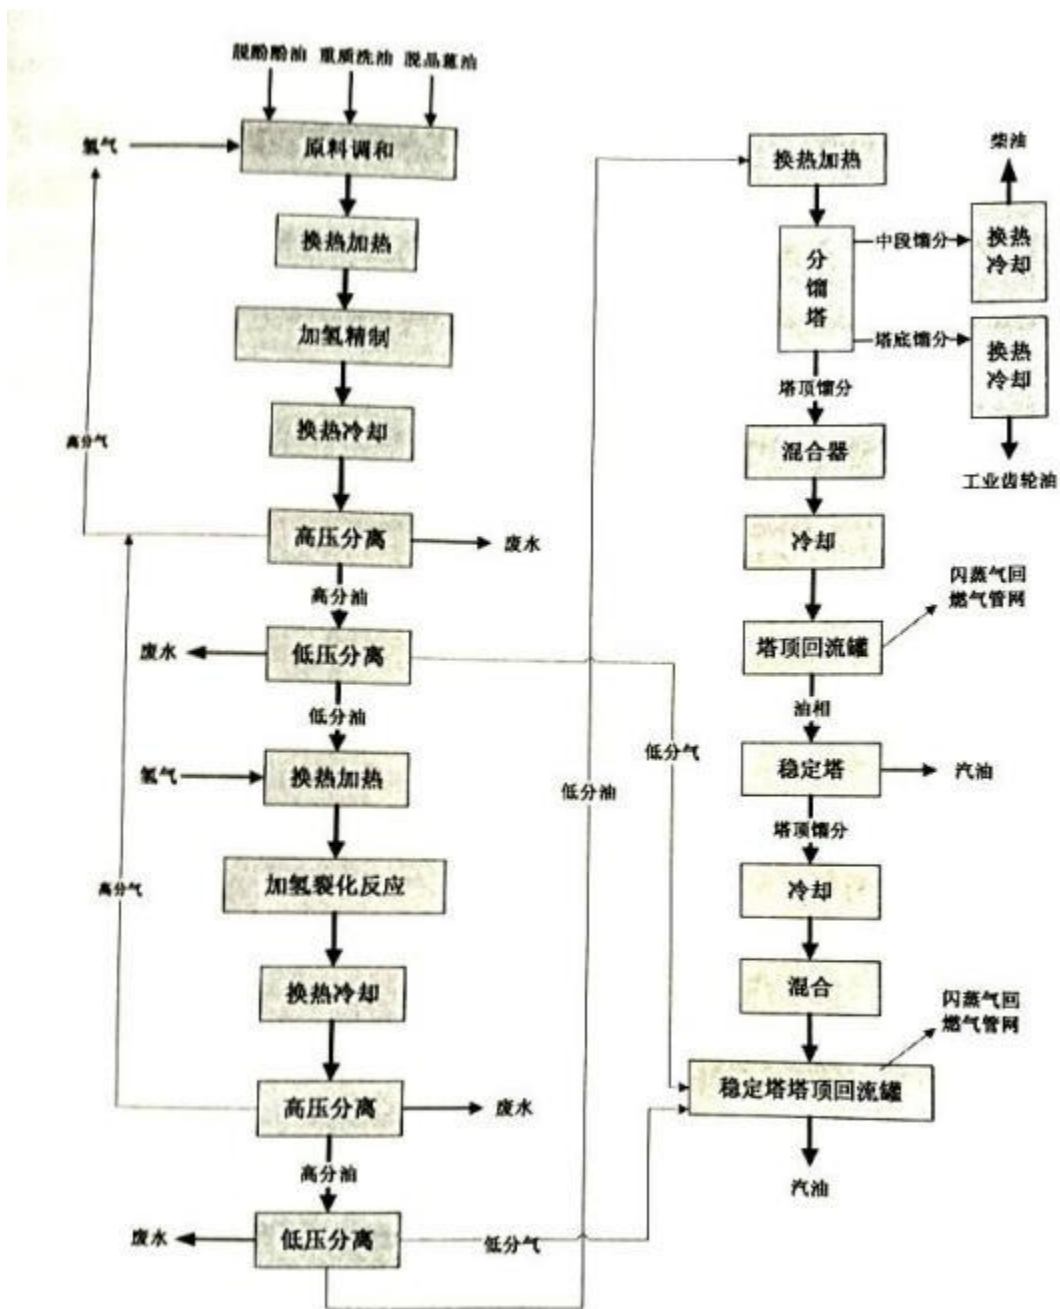 脱酚酚油 重质洗油 脱晶蒽油
氢气
原料调和
换热加热
加氢精制
换热冷却
高分气
高压分离
废水
高分油
废水
低压分离
低分油
氢气
换热加热
高分气
加氢裂化反应
换热冷却
高压分离
废水
高分油
废水
低压分离
低分气
低分油
低分气
换热加热
柴油
分
馏
塔
中段馏分
换热
冷却
塔底馏分
换热
冷却
工业齿轮油
塔顶馏分
混合器
冷却
闪蒸气回
燃气管网
塔顶回流罐
油相
稳定塔
汽油
塔顶馏分
冷却
混合
闪蒸气回
燃气管网
稳定塔塔顶回流罐
汽油